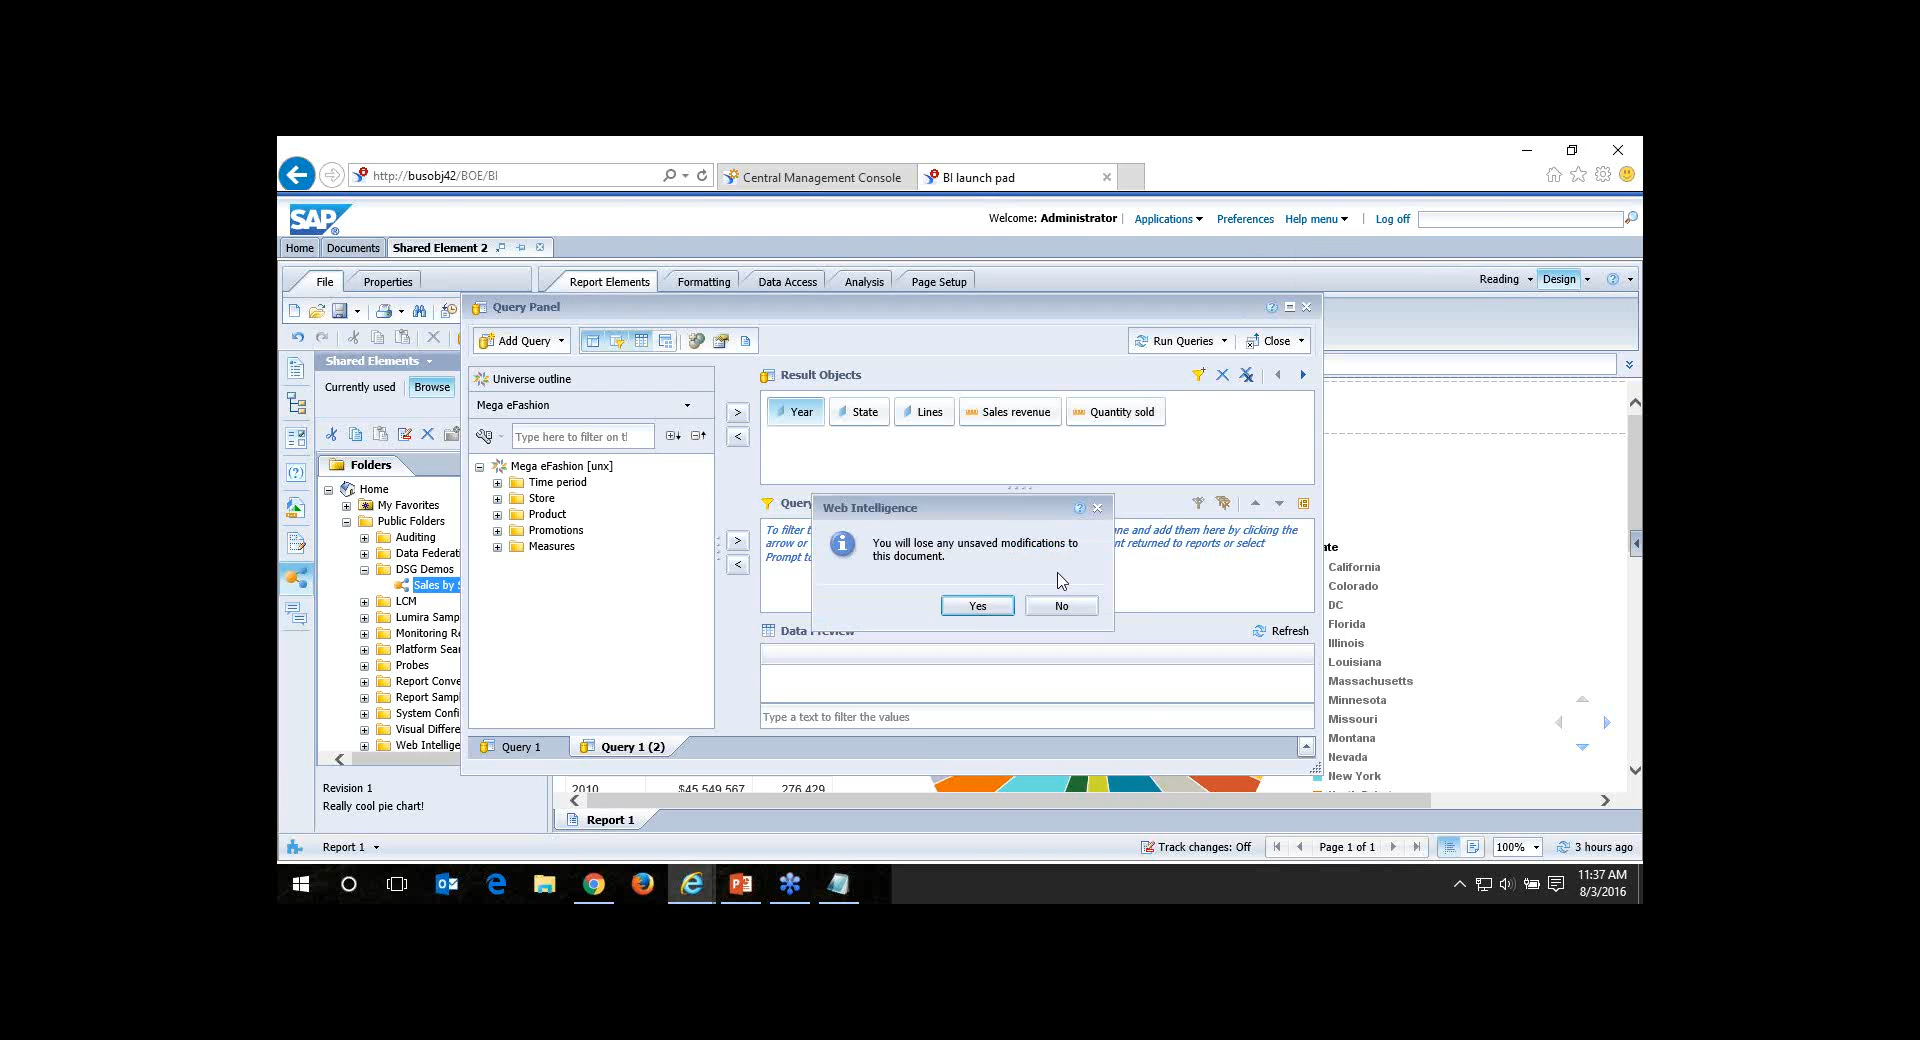 http://busobj42/BOE/BI
Central Management Console
BI launch pad
SAP
Welcome: Administrator
Applications
Preferences
Help menu
Log off
Home
Documents
Shared Element 2
File
Properties
Report Elements
Formatting
Data Access
Analysis
Page Setup
Reading
Design
Query Panel
Add Query
Run Queries
Close
Shared Elements
Currently used
Browse
Universe outline
Mega eFashion
Type here to filter on t
Mega eFashion [unx]
Time period
Store
Product
Promotions
Measures
Result Objects
Year
State
Lines
Sales revenue
Quantity sold
Folders
Home
My Favorites
Public Folders
Auditing
Data Federati
DSG Demos
Sales by
LCM
Lumira Samp
Monitoring Re
Platform Sear
Probes
Report Conve
Report Sampl
System Confi
Visual Differe
Web Intellige
Revision 1
Really cool pie chart!
Quer
To filter t
ne and add them here by clicking the
arrow or
nt returned to reports or select
Prompt to
Web Intelligence
You will lose any unsaved modifications to
this document.
Yes
No
Data Preview
Refresh
Type a text to filter the values
Query 1
Query 1 (2)
ate
California
Colorado
DC
Florida
Illinois
Louisiana
Massachusetts
Minnesota
Missouri
Montana
Nevada
New York
2010
$45,549,567
276,429
Report 1
Report 1
Track changes: Off
Page 1 of 1
100%
3 hours ago
11:37 AM
8/3/2016